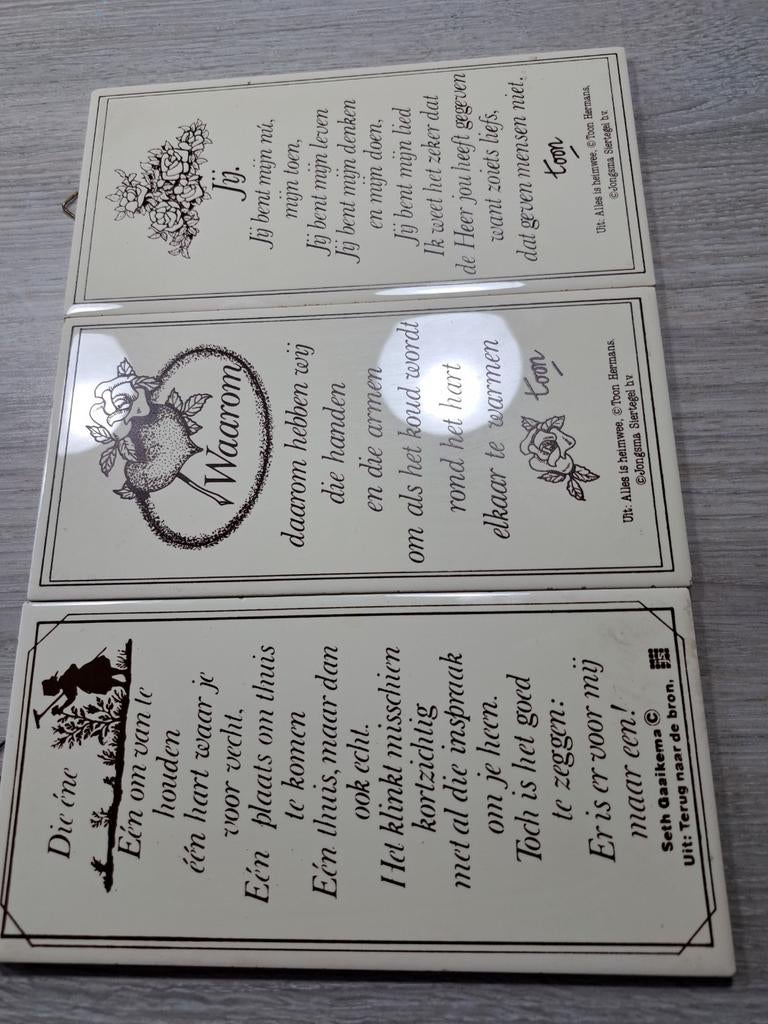 Die éne
Eén om van te
houden
één hart waar je
voor vecht,
Eén plaats om thuis
te komen
Eén thuis, maar dan
ook echt.
Het klinkt misschien
kortzichtig
met al die inspraak
om je heen.
Toch is het goed
te zeggen:
Er is er voor mij
maar een!
Seth Gaaikema ©
Uit: Terug naar de bron.
Waarom
daarom hebben wij
die handen
en die armen
om als het koud wordt
rond het hart
elkaar te warmen
toon
Uit: Alles is heimwee, © Toon Hermans.
© Jongsma Siertegel b.v.
Jij.
Jij bent mijn nú,
mijn toen,
Jij bent mijn leven
Jij bent mijn denken
en mijn doen,
Jij bent mijn lied
Ik weet het zeker dat
de Heer jou heeft gegeven
want zoiets liefs,
dat geven mensen niet.
toon
Uit: Alles is heimwee, © Toon Hermans,
© Jongsma Siertegel b.v.